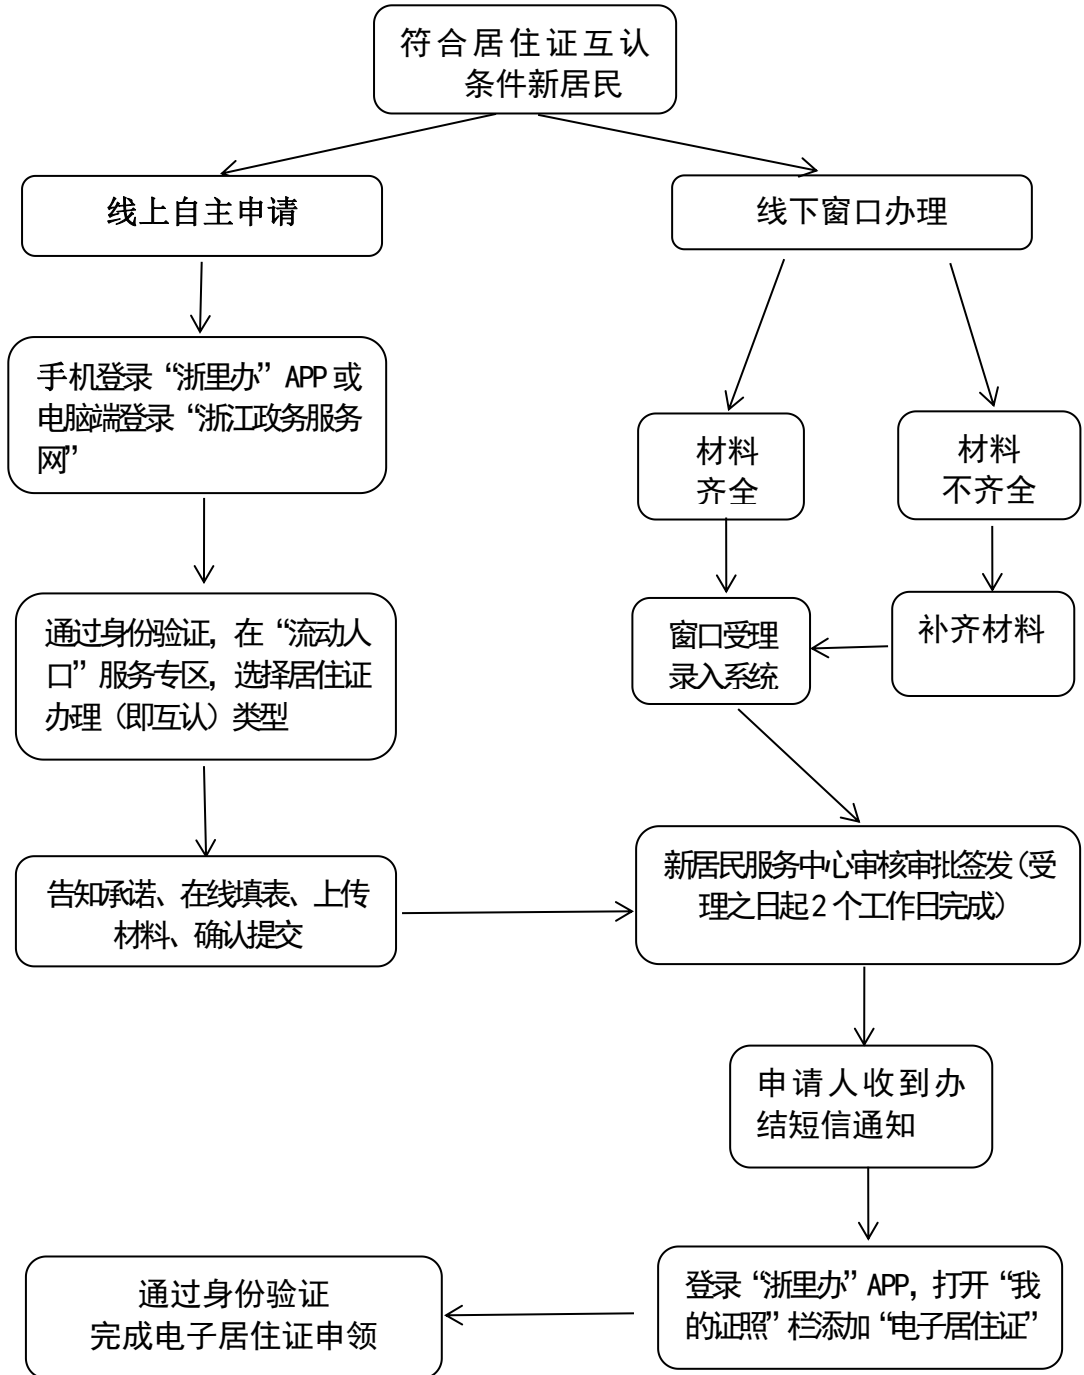 符合居住证互认
条件新居民
线上自主申请
线下窗口办理
手机登录“浙里办”APP或
电脑端登录“浙江政务服务
网”
材料
齐全
材料
不齐全
通过身份验证，在“流动人
口”服务专区，选择居住证
办理（即互认）类型
窗口受理
录入系统
补齐材料
告知承诺、在线填表、上传
材料、确认提交
新居民服务中心审核审批签发（受
理之日起2个工作日完成）
申请人收到办
结短信通知
登录“浙里办”APP，打开“我
的证照”栏添加“电子居住证”
通过身份验证
完成电子居住证申领